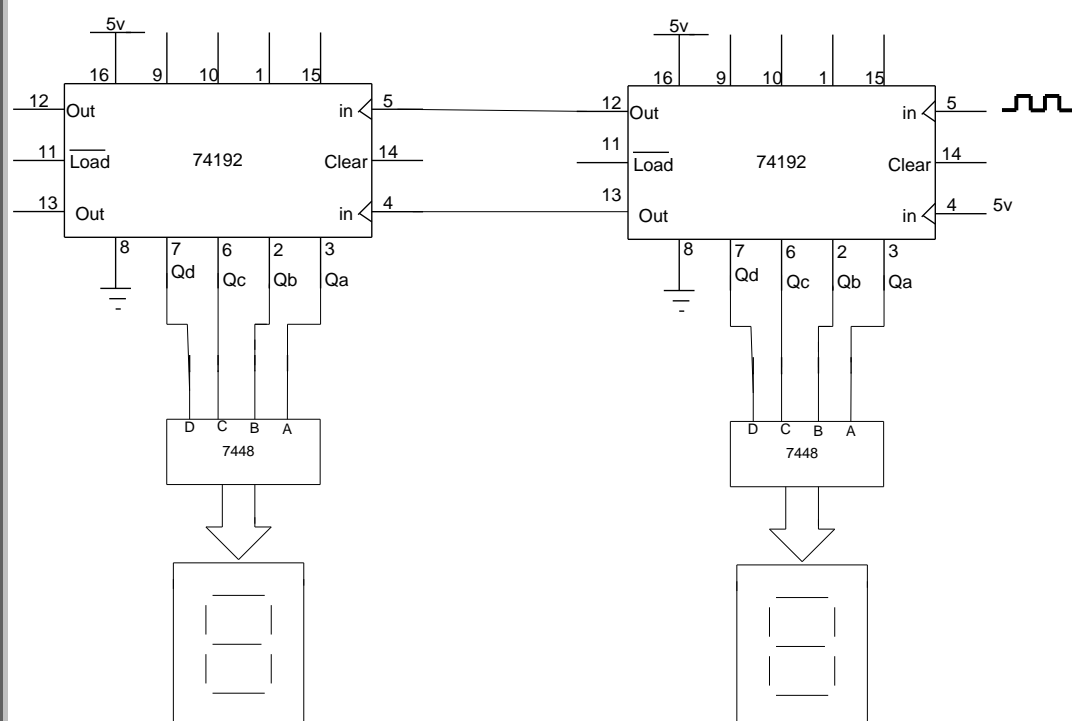 5v 5v
16 9 10 1 15 16 9 10 1 15
12 Out in 5 12 Out in 5
11 Load 74192 Clear 14 11 Load 74192 Clear 14
13 Out in 4 13 Out in 4 5v
8 7 6 2 3 8 7 6 2 3
Qd Qc Qb Qa Qd Qc Qb Qa
D C B A D C B A
7448 7448